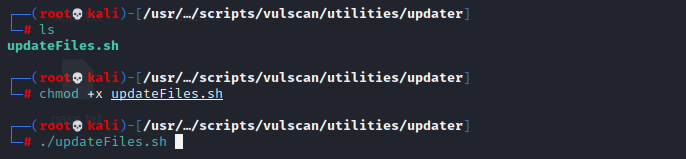 ┌──(root💀kali)-[/usr/…/scripts/vulscan/utilities/updater]
└─# ls
updateFiles.sh
┌──(root💀kali)-[/usr/…/scripts/vulscan/utilities/updater]
└─# chmod +x updateFiles.sh
┌──(root💀kali)-[/usr/…/scripts/vulscan/utilities/updater]
└─# ./updateFiles.sh